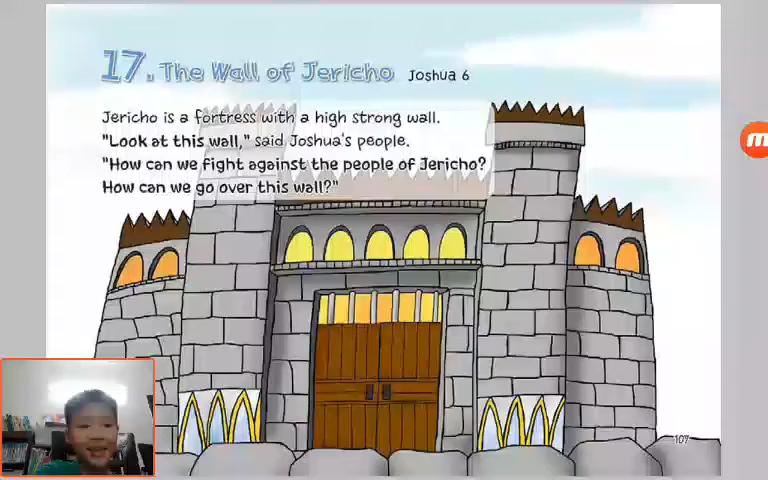 17. The Wall of Jericho Joshua 6
Jericho is a fortress with a high strong wall.
"Look at this wall," said Joshua's people.
"How can we fight against the people of Jericho?
How can we go over this wall?"
107